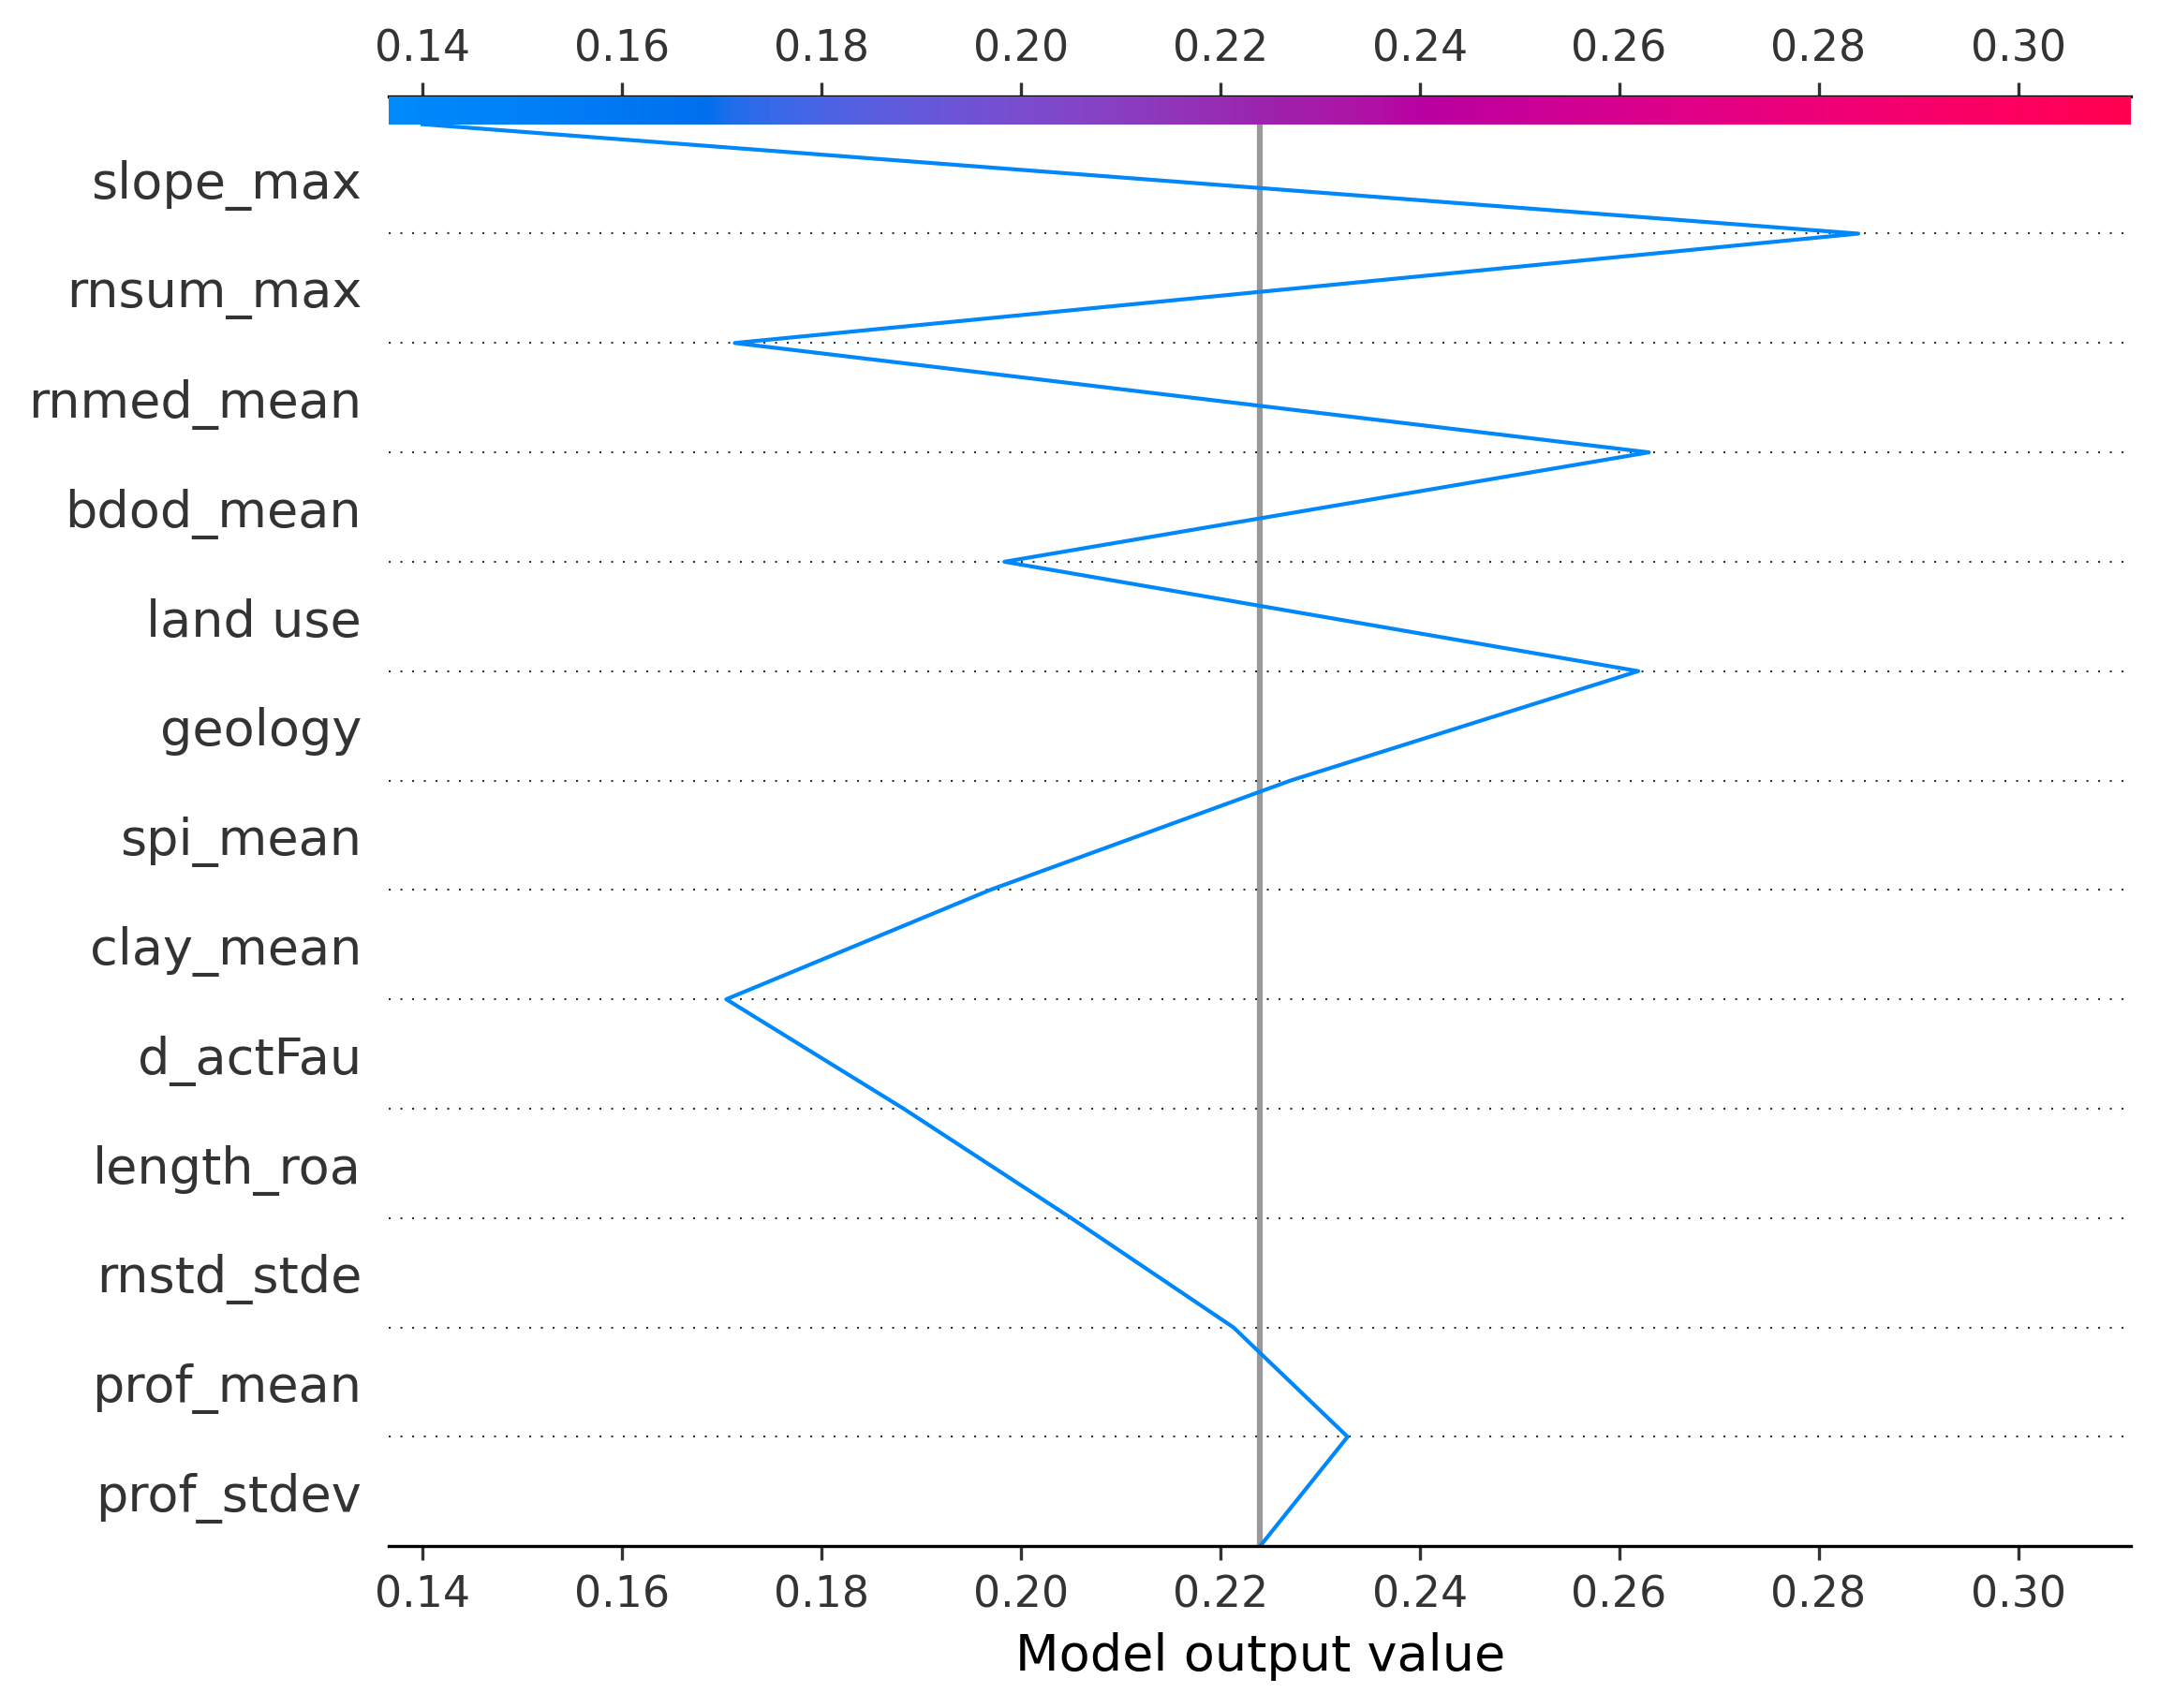 0.14 0.16 0.18 0.20 0.22 0.24 0.26 0.28 0.30
slope_max
rnsum_max
rnmed_mean
bdod_mean
land use
geology
spi_mean
clay_mean
d_actFau
length_roa
rnstd_stde
prof_mean
prof_stdev
0.14 0.16 0.18 0.20 0.22 0.24 0.26 0.28 0.30
Model output value